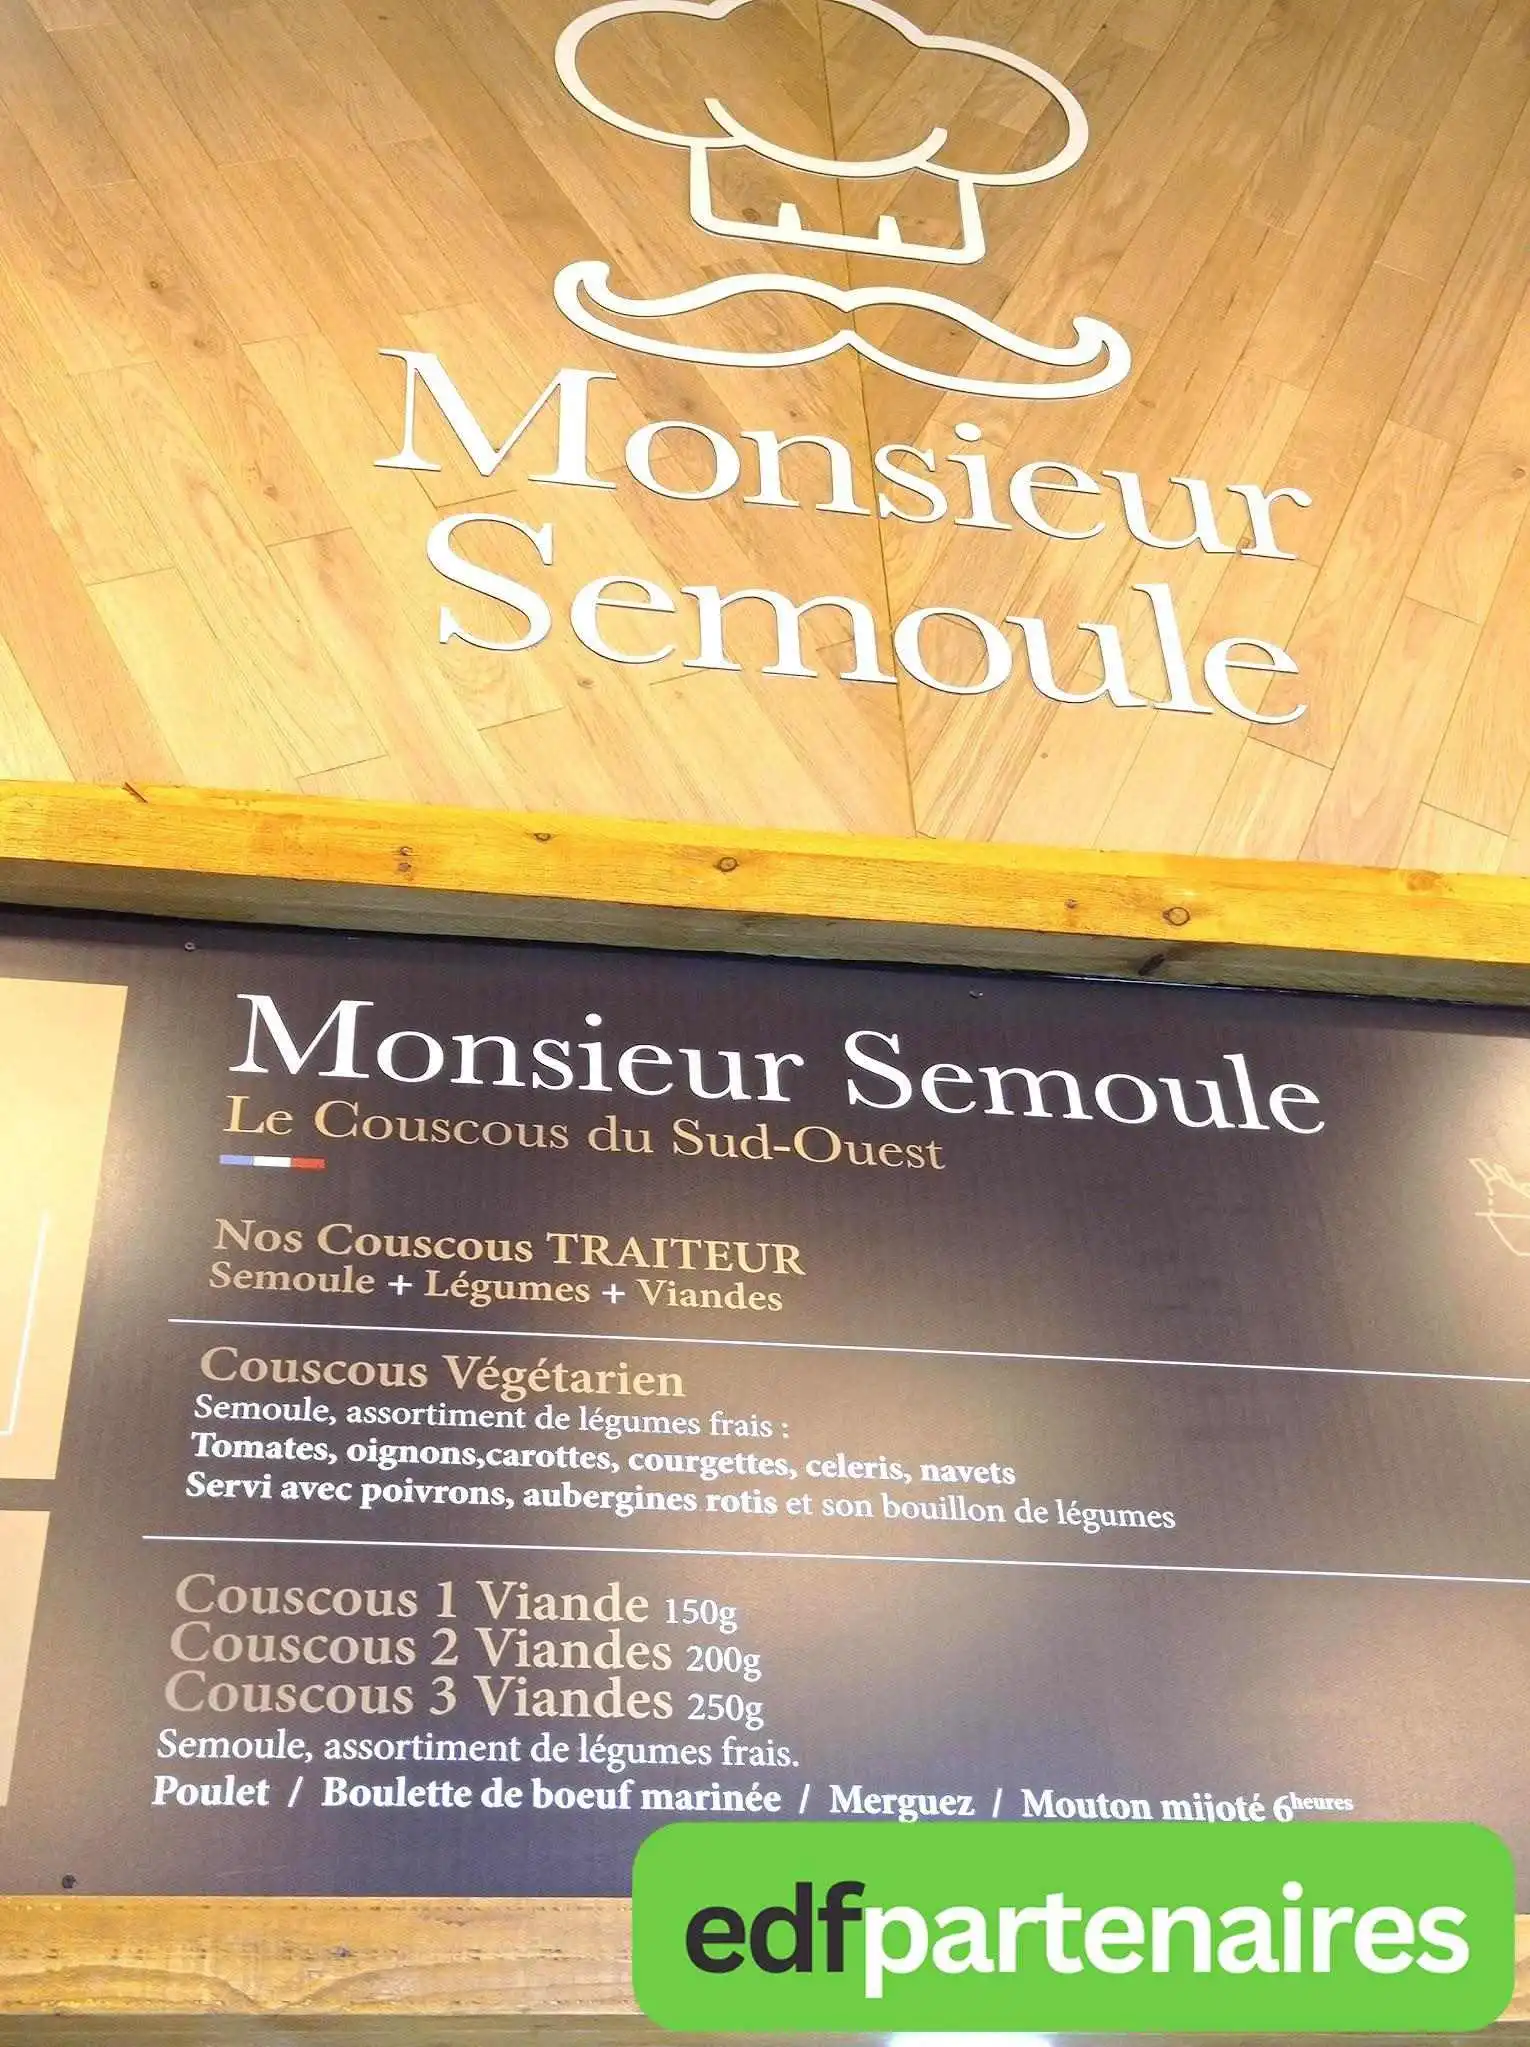 Monsieur
Semoule
Monsieur Semoule
Le Couscous du Sud-Ouest
Nos Couscous TRAITEUR
Semoule + Légumes + Viandes
Couscous Végétarien
Semoule, assortiment de légumes frais :
Tomates, oignons,carottes, courgettes, celeris, navets
Servi avec poivrons, aubergines rotis et son bouillon de légumes
Couscous 1 Viande 150g
Couscous 2 Viandes 200g
Couscous 3 Viandes 250g
Semoule, assortiment de légumes frais.
Poulet / Boulette de boeuf marinée / Merguez / Mouton mijoté 6heures
edfpartenaires